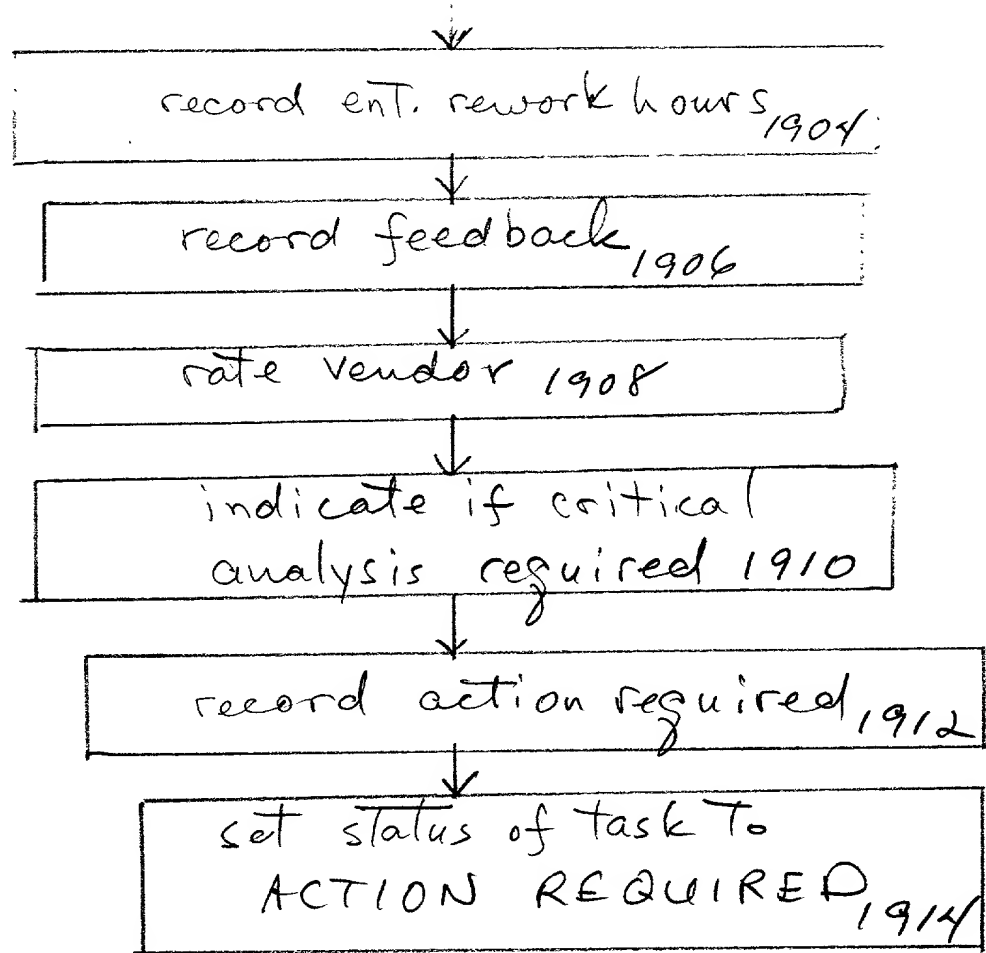 record ent. rework hours 1904
record feedback 1906
rate vendor 1908
indicate if critical
analysis required 1910
record action required 1912
set status of task to
ACTION REQUIRED 1914